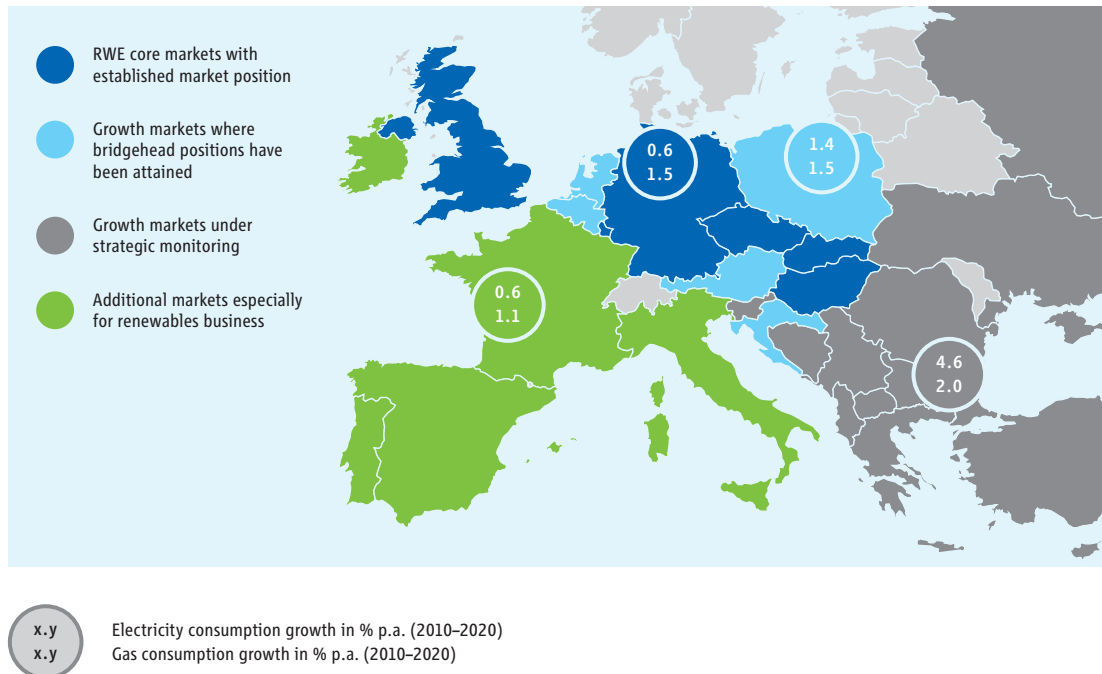 RWE core markets with
established market position
Growth markets where
bridgehead positions have
been attained
Growth markets under
strategic monitoring
Additional markets especially
for renewables business
0.6
1.5
1.4
1.5
0.6
1.1
4.6
2.0
x.y
x.y
Electricity consumption growth in % p.a. (2010–2020)
Gas consumption growth in % p.a. (2010–2020)